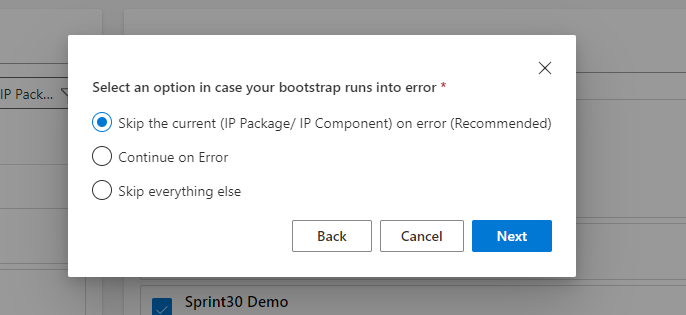 Select an option in case your bootstrap runs into error *
IP Pack...
Skip the current (IP Package/ IP Component) on error (Recommended)
Continue on Error
Skip everything else
Back
Cancel
Next
Sprint30 Demo